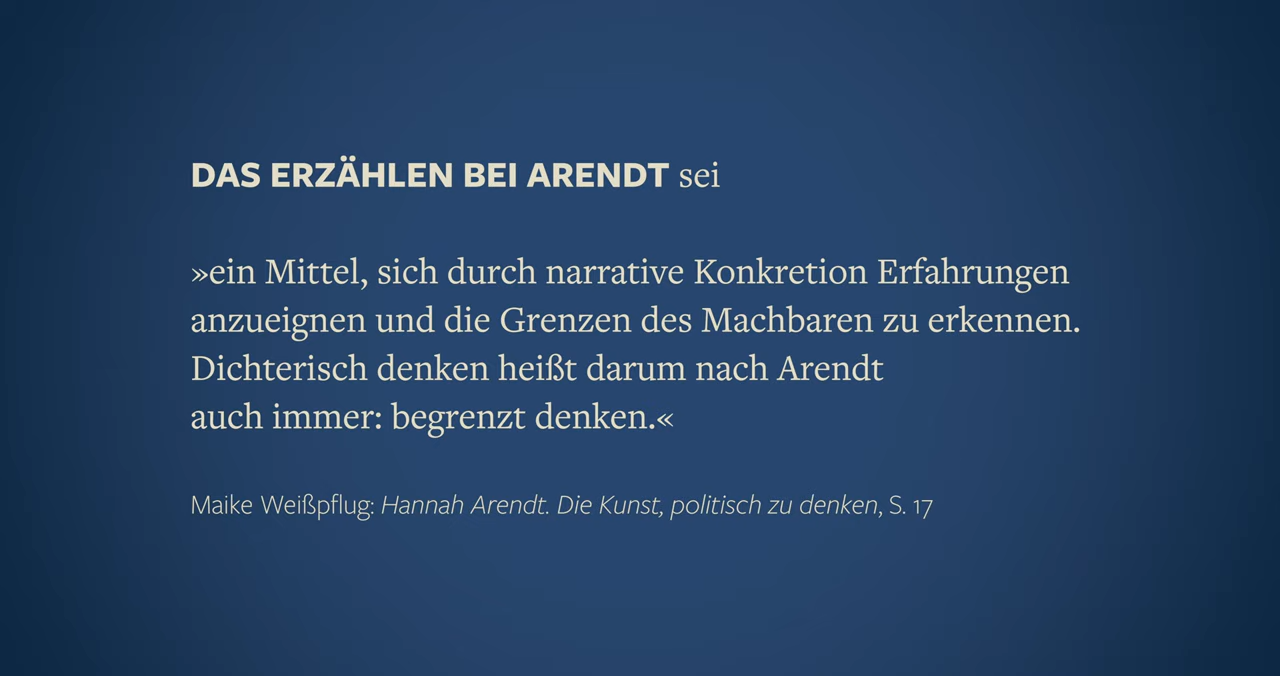 DAS ERZÄHLEN BEI ARENDT sei
»ein Mittel, sich durch narrative Konkretion Erfahrungen
anzueignen und die Grenzen des Machbaren zu erkennen.
Dichterisch denken heißt darum nach Arendt
auch immer: begrenzt denken.«
Maike Weißpflug: Hannah Arendt. Die Kunst, politisch zu denken, S. 17